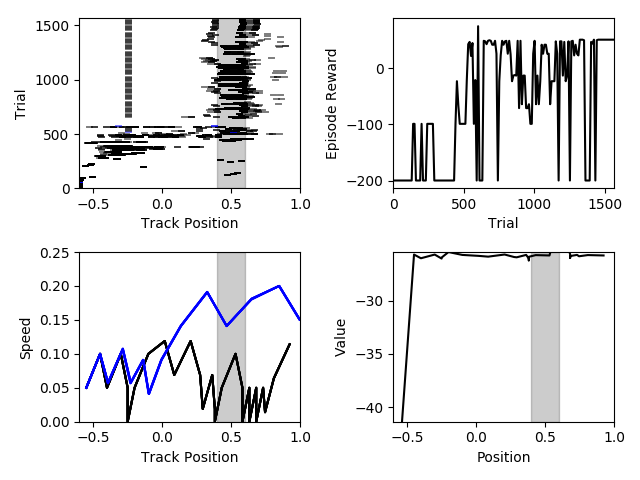 1500
1000
500
0
Trial
−0.5 0.0 0.5 1.0
Track Position
0
−100
−200
Episode Reward
0 500 1000 1500
Trial
0.25
0.20
0.15
0.10
0.05
0.00
Speed
−0.5 0.0 0.5 1.0
Track Position
−30
−35
−40
Value
−0.5 0.0 0.5 1.0
Position